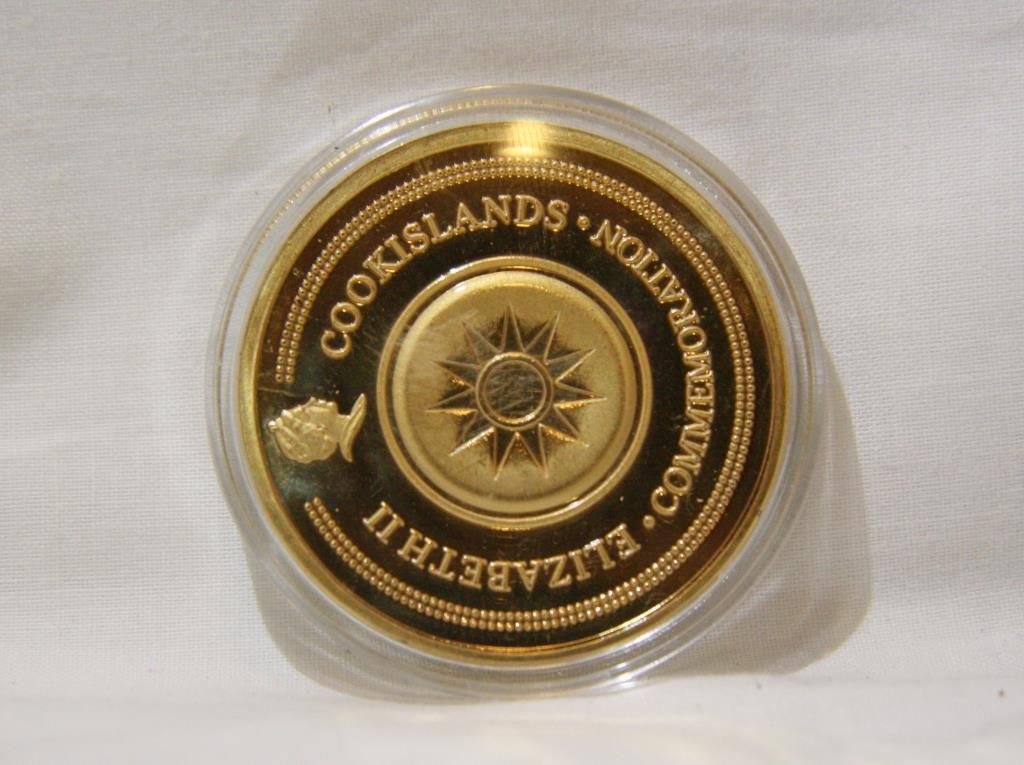 COOKISLANDS • COMMEMORATION • ELIZABETH II